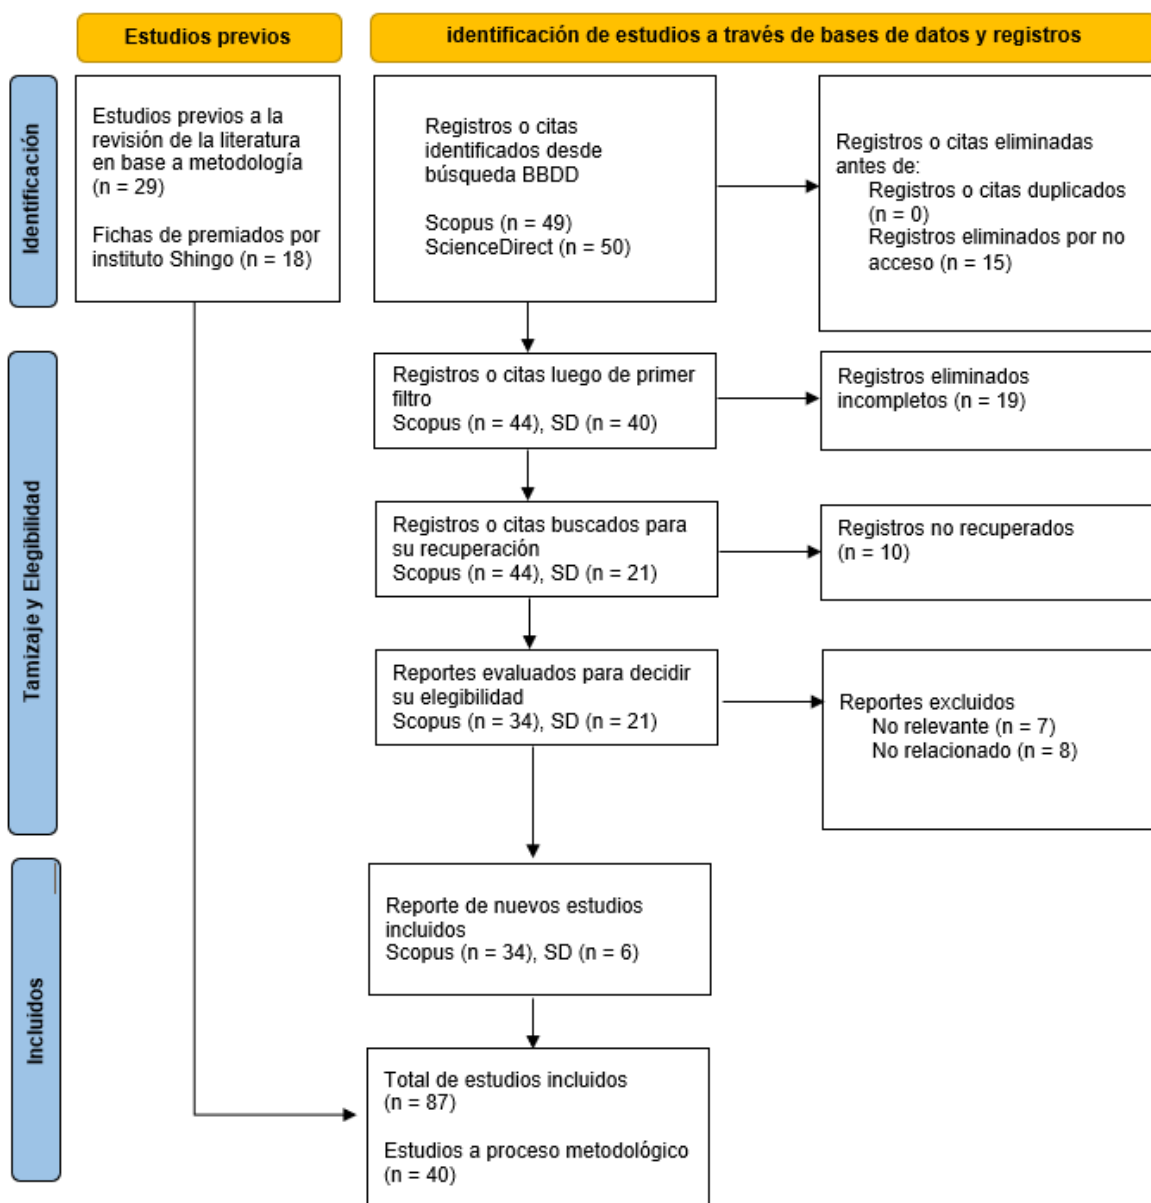 Estudios previos
identificación de estudios a través de bases de datos y registros
Identificación
Estudios previos a la
revisión de la literatura
en base a metodología
(n = 29)
Fichas de premiados por
instituto Shingo (n = 18)
Registros o citas
identificados desde
búsqueda BBDD
Scopus (n = 49)
ScienceDirect (n = 50)
Registros o citas eliminadas
antes de:
Registros o citas duplicados
(n = 0)
Registros eliminados por no
acceso (n = 15)
Tamizaje y Elegibilidad
Registros o citas luego de primer
filtro
Scopus (n = 44), SD (n = 40)
Registros eliminados
incompletos (n = 19)
Registros o citas buscados para
su recuperación
Scopus (n = 44), SD (n = 21)
Registros no recuperados
(n = 10)
Reportes evaluados para decidir
su elegibilidad
Scopus (n = 34), SD (n = 21)
Reportes excluidos
No relevante (n = 7)
No relacionado (n = 8)
Incluidos
Reporte de nuevos estudios
incluidos
Scopus (n = 34), SD (n = 6)
Total de estudios incluidos
(n = 87)
Estudios a proceso metodológico
(n = 40)